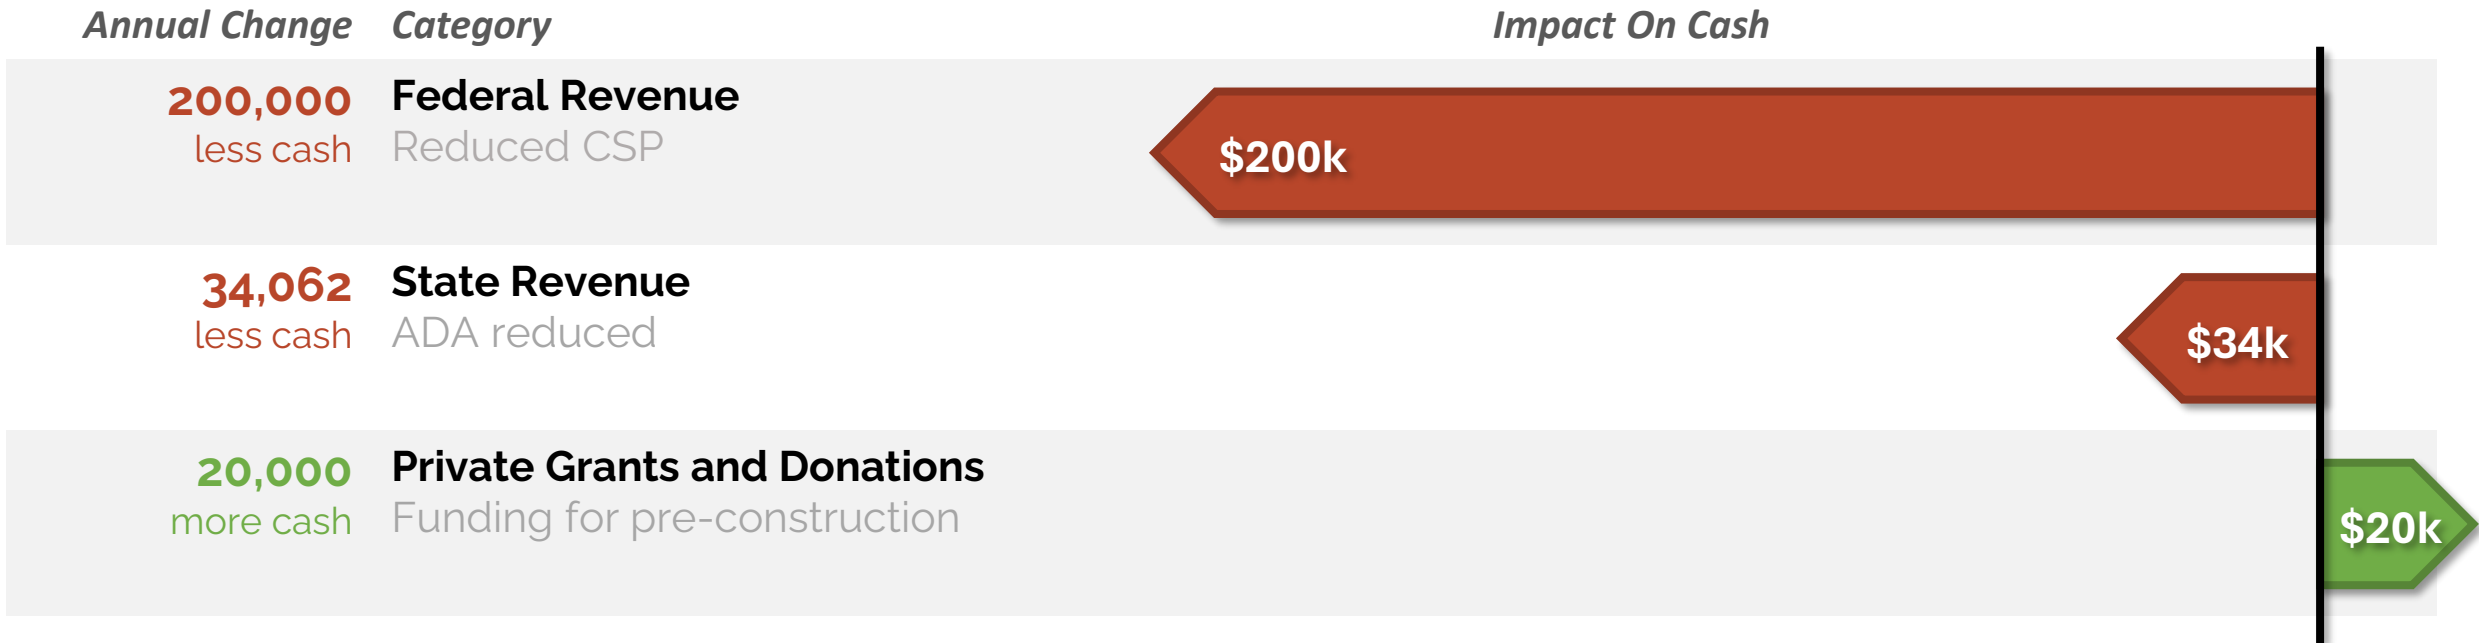 Annual Change Category Impact On Cash
200,000 Federal Revenue
less cash Reduced CSP
$200k
34,062 State Revenue
less cash ADA reduced
$34k
20,000 Private Grants and Donations
more cash Funding for pre-construction
$20k